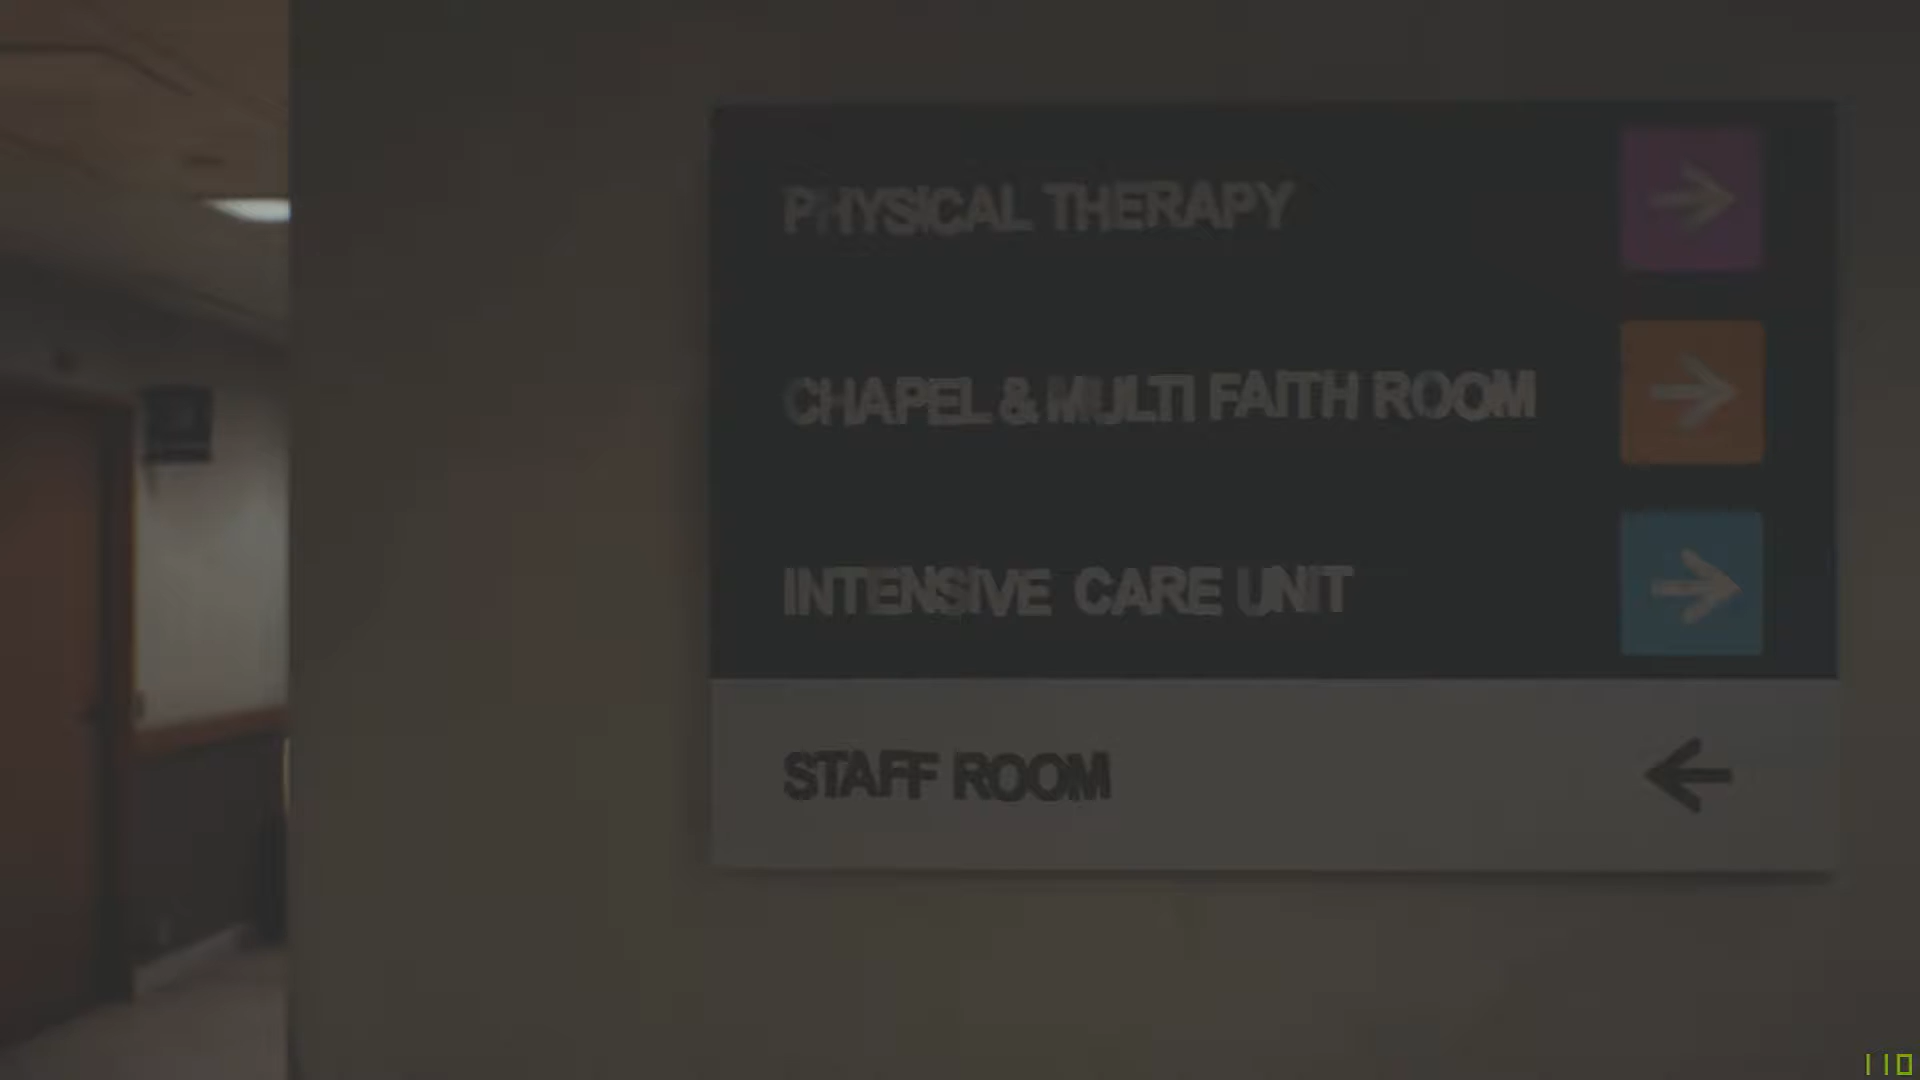 PHYSICAL THERAPY
CHAPEL & MULTI FAITH ROOM
INTENSIVE CARE UNIT
STAFF ROOM
110